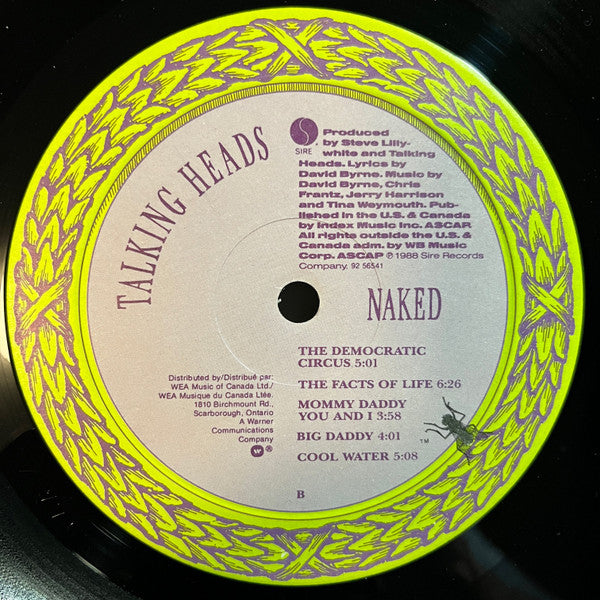 TALKING HEADS
SIRE
Produced
by Steve Lilly-
white and Talking
Heads. Lyrics by
David Byrne. Music by
David Byrne, Chris
Frantz, Jerry Harrison
and Tina Weymouth. Pub-
lished in the U.S. & Canada
by Index Music Inc. ASCAP.
All rights outside the U.S. &
Canada adm. by WB Music
Corp. ASCAP ℗ 1988 Sire Records
Company. 92 56541
NAKED
THE DEMOCRATIC
CIRCUS 5:01
THE FACTS OF LIFE 6:26
MOMMY DADDY
YOU AND I 3:58
BIG DADDY 4:01
COOL WATER 5:08
TM
B
Distributed by/Distribué par:
WEA Music of Canada Ltd./
WEA Musique du Canada Ltée.
1810 Birchmount Rd.,
Scarborough, Ontario
A Warner
Communications
Company
W ®